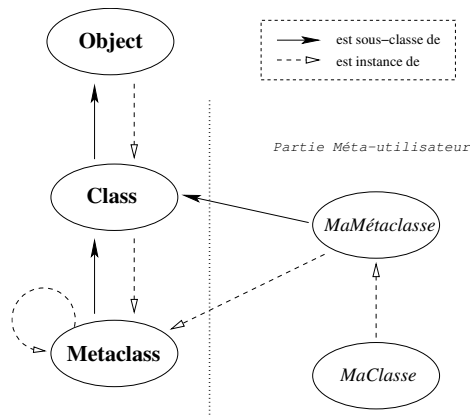 Object
est sous-classe de
est instance de
Partie Méta-utilisateur
Class
MaMétaclasse
Metaclass
MaClasse